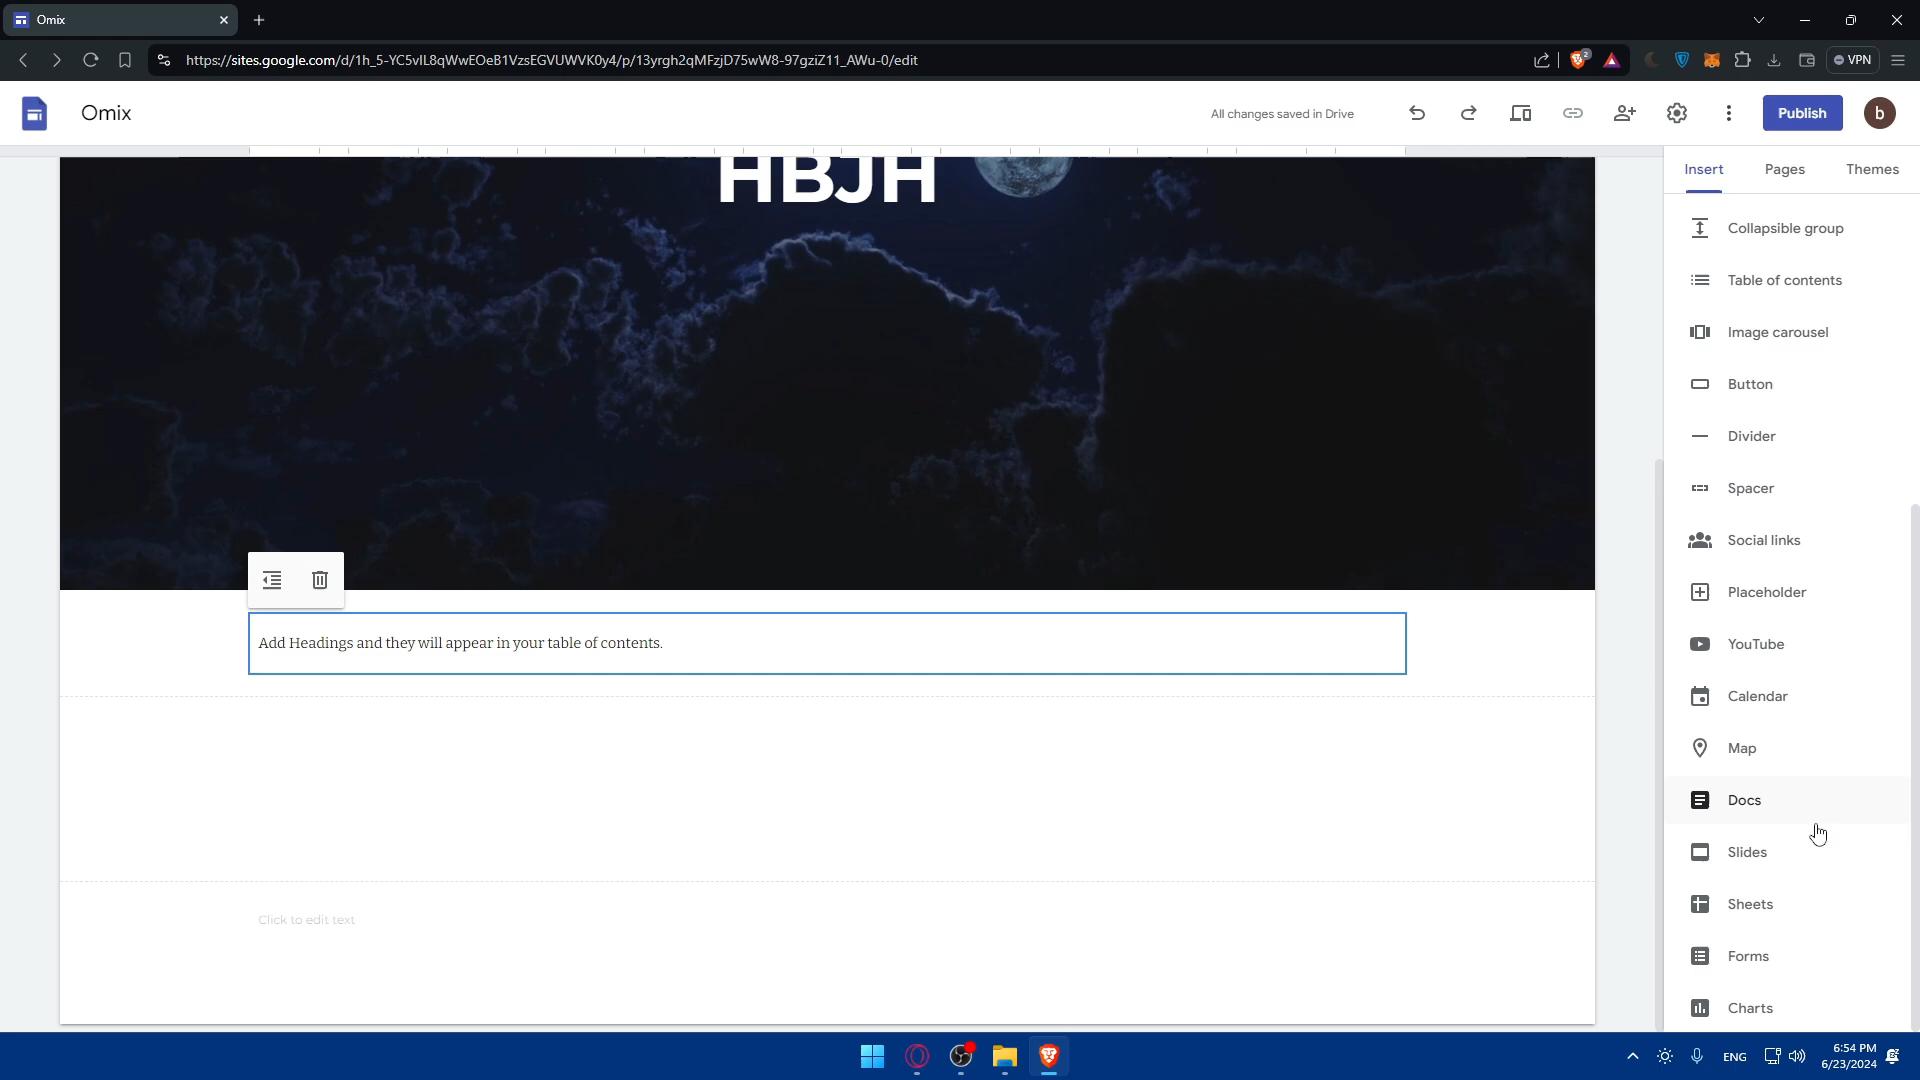 Omix
https://sites.google.com/d/1h_5-YC5vIL8qWwEOeB1VzsEGVUWVK0y4/p/13yrgh2qMFzjD75wW8-97gziZ11_AWu-0/edit
2
VPN
Omix
All changes saved in Drive
Publish
b
Insert
Pages
Themes
HBJH
Collapsible group
Table of contents
Image carousel
Button
Divider
Spacer
Social links
Placeholder
Add Headings and they will appear in your table of contents.
YouTube
Calendar
Map
Docs
Slides
Sheets
Click to edit text
Forms
Charts
ENG
6:54 PM
6/23/2024